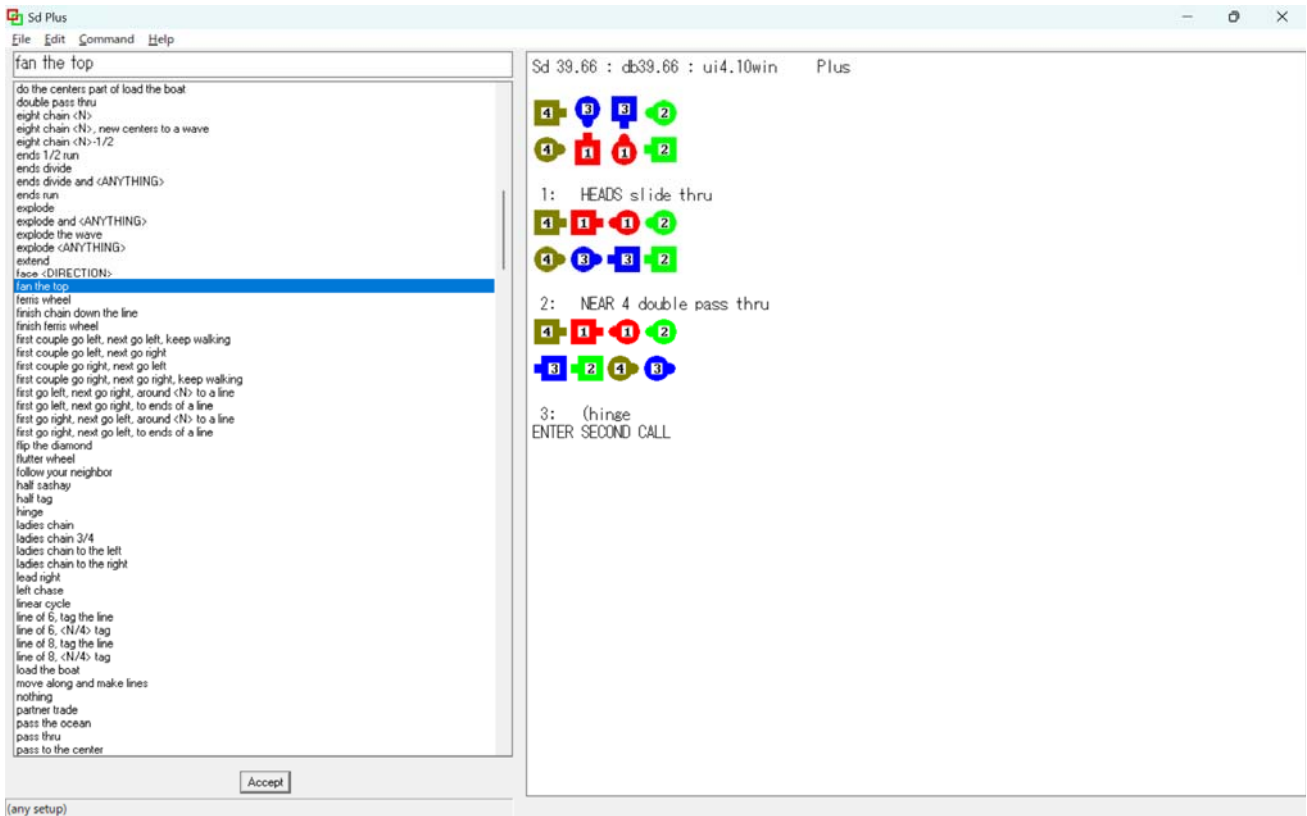 Sd Plus
File Edit Command Help
fan the top
do the centers part of load the boat
double pass thru
eight chain <N>
eight chain <N>, new centers to a wave
eight chain <N>-1/2
ends 1/2 run
ends divide
ends divide and <ANYTHING>
ends run
explode
explode and <ANYTHING>
explode the wave
explode <ANYTHING>
extend
face <DIRECTION>
fan the top
ferris wheel
finish chain down the line
finish ferris wheel
first couple go left, next go left, keep walking
first couple go left, next go right
first couple go right, next go left
first couple go right, next go right, keep walking
first go left, next go right, around <N> to a line
first go left, next go right, to ends of a line
first go right, next go left, around <N> to a line
first go right, next go left, to ends of a line
flip the diamond
flutter wheel
follow your neighbor
half sashay
half tag
hinge
ladies chain
ladies chain 3/4
ladies chain to the left
ladies chain to the right
lead right
left chase
linear cycle
line of 6, tag the line
line of 6, <N/4> tag
line of 8, tag the line
line of 8, <N/4> tag
load the boat
move along and make lines
nothing
partner trade
pass the ocean
pass thru
pass to the center
Accept
(any setup)
Sd 39.66 : db39.66 : ui4.10win Plus
4 3 3 2
4 1 1 2
1: HEADS slide thru
4 1 1 2
4 3 3 2
2: NEAR 4 double pass thru
4 1 1 2
3 2 4 3
3: (hinge
ENTER SECOND CALL